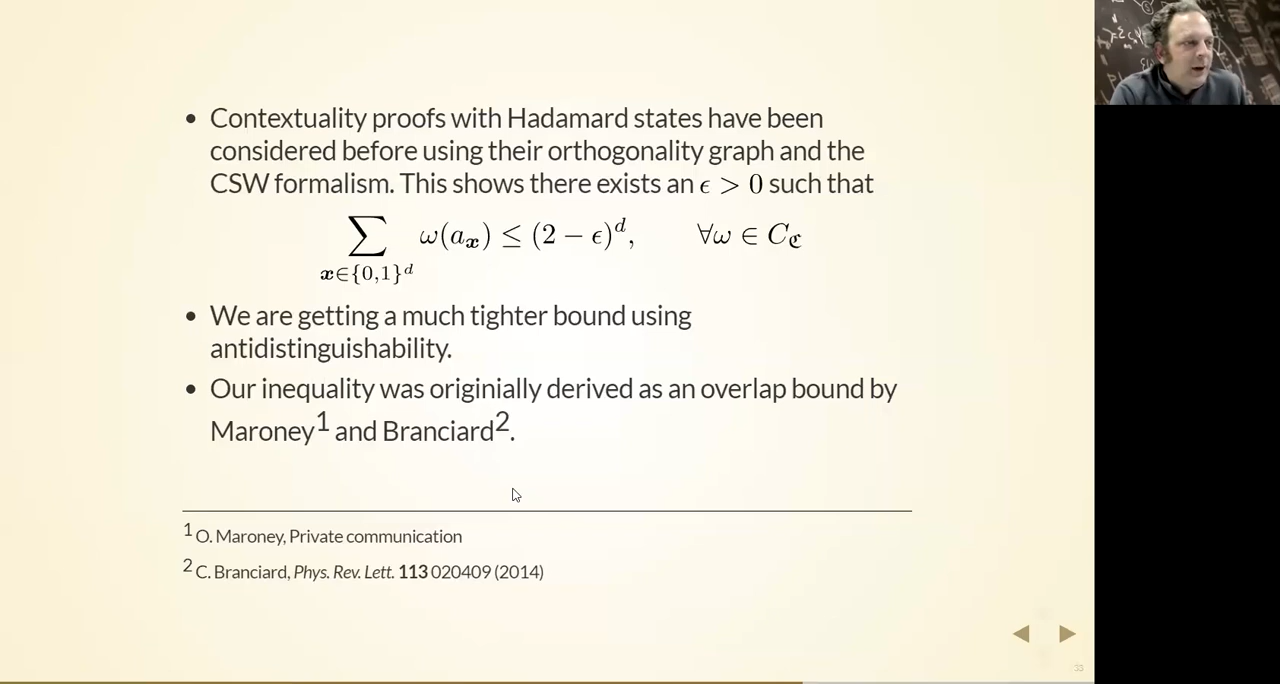 • Contextuality proofs with Hadamard states have been
considered before using their orthogonality graph and the
CSW formalism. This shows there exists an ϵ > 0 such that
∑_{x∈{0,1}^d} ω(a_x) ≤ (2 − ϵ)^d, ∀ω ∈ C_ℭ
• We are getting a much tighter bound using
antidistinguishability.
• Our inequality was originially derived as an overlap bound by
Maroney¹ and Branciard².
¹ O. Maroney, Private communication
² C. Branciard, Phys. Rev. Lett. 113 020409 (2014)
33